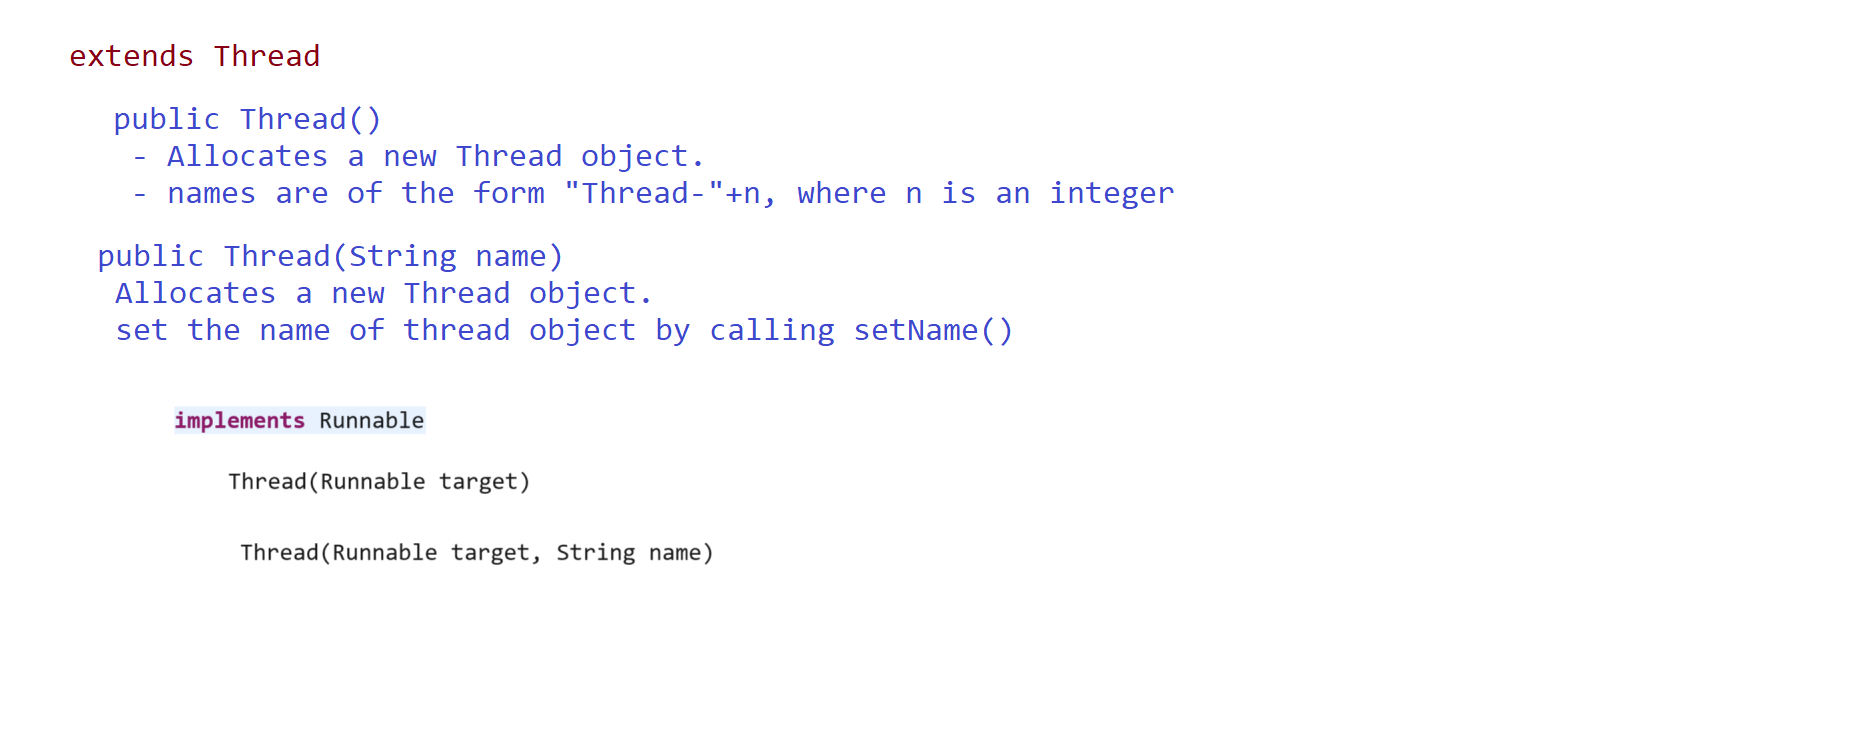 extends Thread
public Thread()
- Allocates a new Thread object.
- names are of the form "Thread-"+n, where n is an integer
public Thread(String name)
Allocates a new Thread object.
set the name of thread object by calling setName()
implements Runnable
Thread(Runnable target)
Thread(Runnable target, String name)